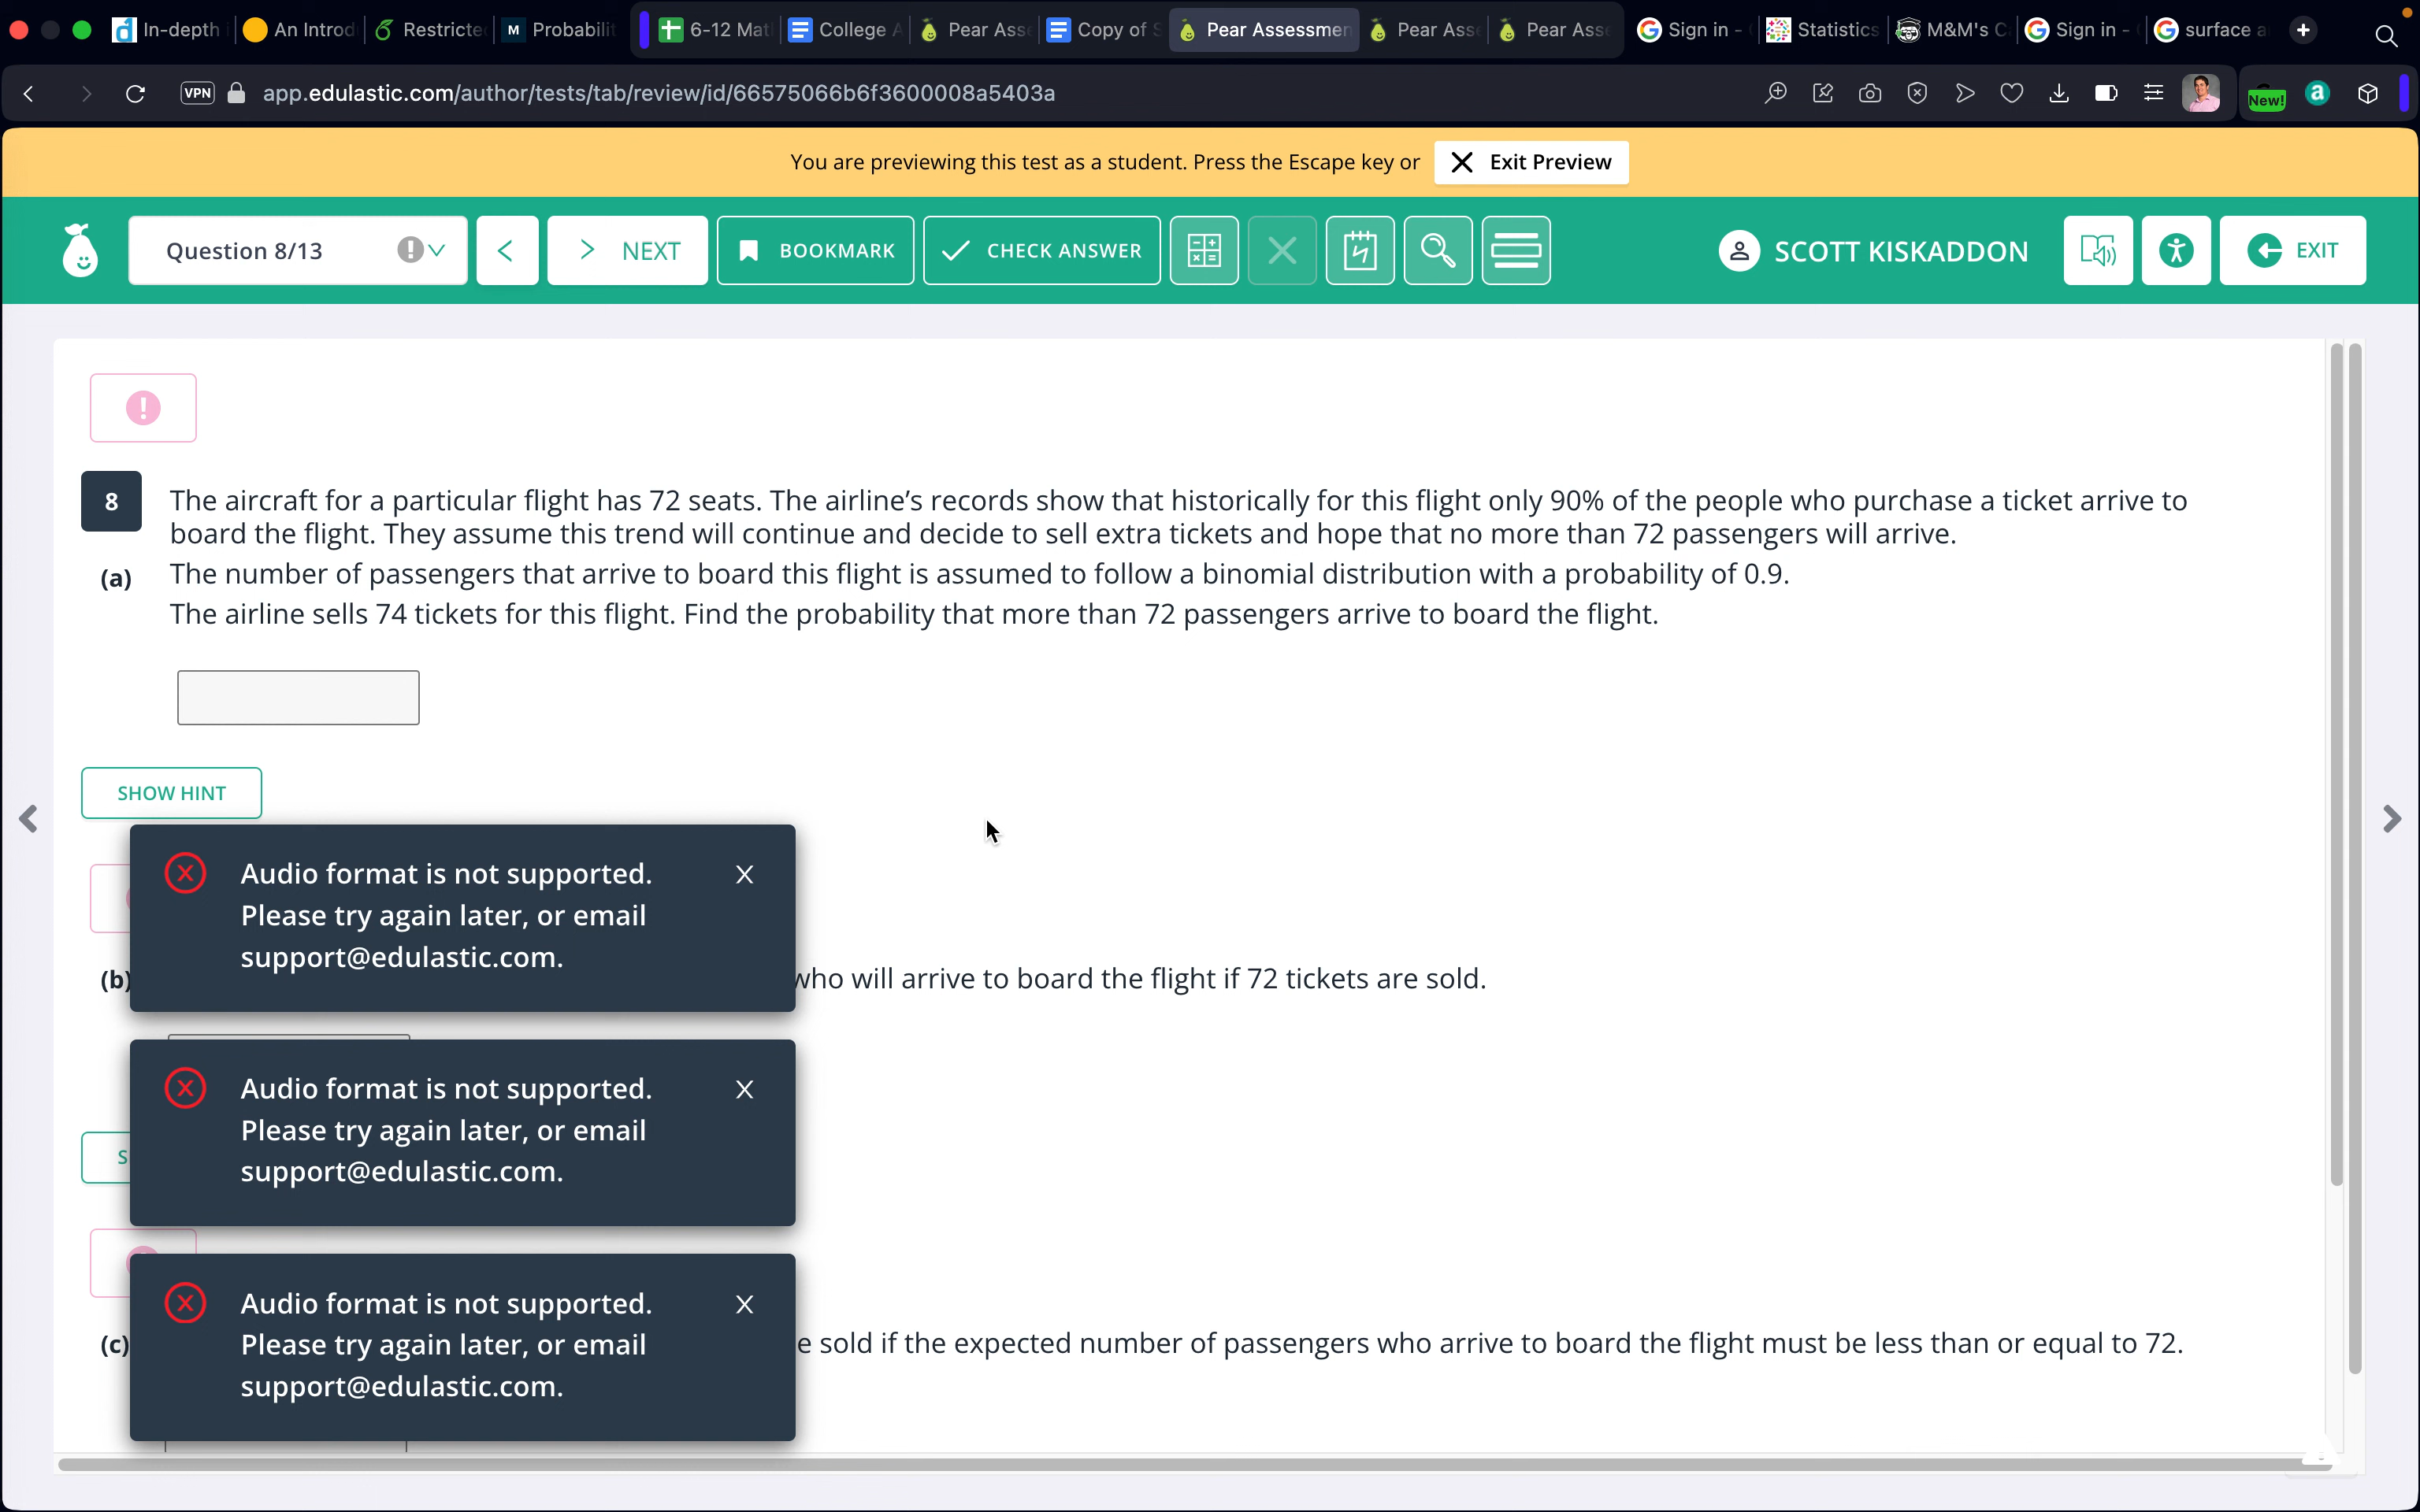 In-depth
An Introd
Restricte
Probabilit
6-12 Mat
College A
Pear Ass
Copy of S
Pear Assessmen
Pear Asse
Pear Ass
Sign in -
Statistics
M&M's C
Sign in -
surface a
VPN
app.edulastic.com/author/tests/tab/review/id/66575066b6f3600008a5403a
New!
You are previewing this test as a student. Press the Escape key or
Exit Preview
Question 8/13
NEXT
BOOKMARK
CHECK ANSWER
SCOTT KISKADDON
EXIT
8
The aircraft for a particular flight has 72 seats. The airline’s records show that historically for this flight only 90% of the people who purchase a ticket arrive to
board the flight. They assume this trend will continue and decide to sell extra tickets and hope that no more than 72 passengers will arrive.
(a) The number of passengers that arrive to board this flight is assumed to follow a binomial distribution with a probability of 0.9.
The airline sells 74 tickets for this flight. Find the probability that more than 72 passengers arrive to board the flight.
SHOW HINT
Audio format is not supported. X
Please try again later, or email
support@edulastic.com.
(b) who will arrive to board the flight if 72 tickets are sold.
Audio format is not supported. X
Please try again later, or email
support@edulastic.com.
S
Audio format is not supported. X
Please try again later, or email
support@edulastic.com.
(c) e sold if the expected number of passengers who arrive to board the flight must be less than or equal to 72.